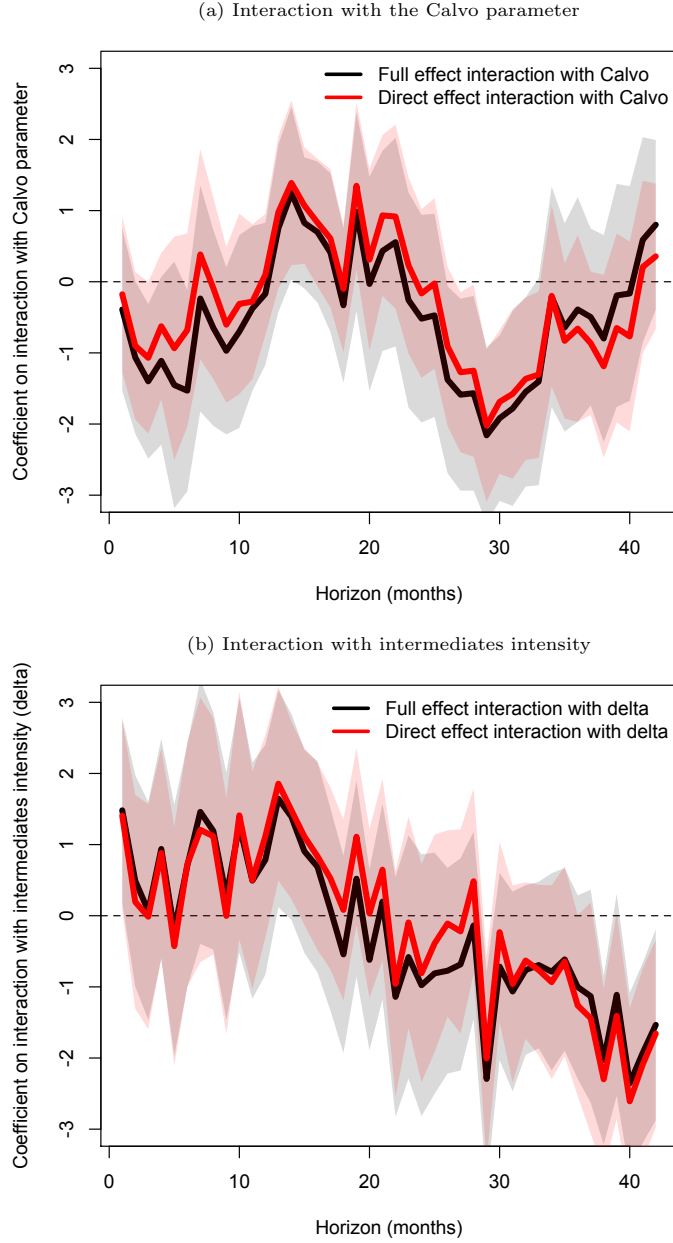 (a) Interaction with the Calvo parameter
Coefficient on interaction with Calvo parameter
3
2
1
0
-1
-2
-3
Full effect interaction with Calvo
Direct effect interaction with Calvo
0 10 20 30 40
Horizon (months)
(b) Interaction with intermediates intensity
Coefficient on interaction with intermediates intensity (delta)
3
2
1
0
-1
-2
-3
Full effect interaction with delta
Direct effect interaction with delta
0 10 20 30 40
Horizon (months)